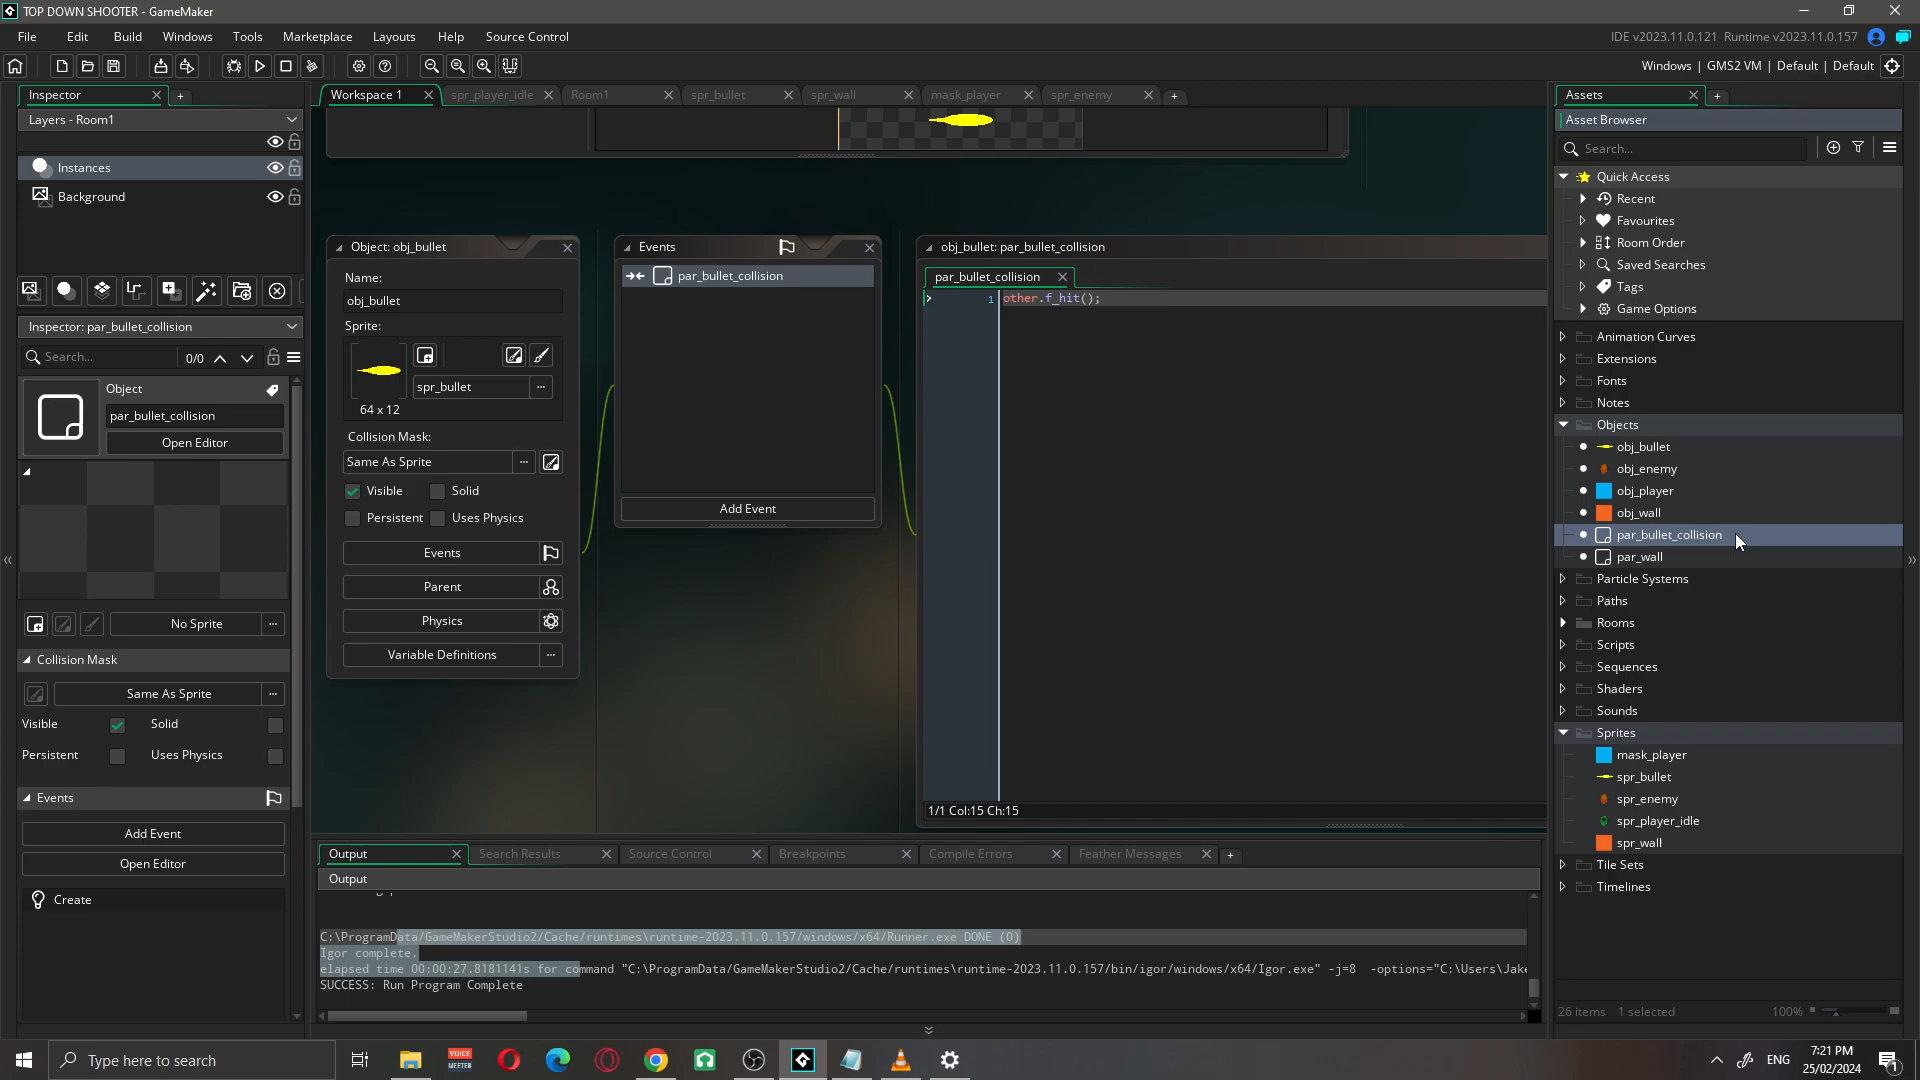 TOP DOWN SHOOTER - GameMaker
File Edit Build Windows Tools Marketplace Layouts Help Source Control
IDE v2023.11.0.121 Runtime v2023.11.0.157
Windows | GMS2 VM | Default | Default
Inspector
Layers - Room1
Instances
Background
Inspector: par_bullet_collision
Search... 0/0
Object
par_bullet_collision
Open Editor
No Sprite
Collision Mask
Same As Sprite
Visible Solid
Persistent Uses Physics
Events
Add Event
Open Editor
Create
Workspace 1 spr_player_idle Room1 spr_bullet spr_wall mask_player spr_enemy
Object: obj_bullet
Name:
obj_bullet
Sprite:
spr_bullet
64 x 12
Collision Mask:
Same As Sprite
Visible Solid
Persistent Uses Physics
Events
Parent
Physics
Variable Definitions
Events
par_bullet_collision
Add Event
obj_bullet: par_bullet_collision
par_bullet_collision
1 other.f_hit();
1/1 Col:15 Ch:15
Output Search Results Source Control Breakpoints Compile Errors Feather Messages
Output
C:\ProgramData/GameMakerStudio2/Cache/runtimes\runtime-2023.11.0.157/windows/x64/Runner.exe DONE (0)
Igor complete.
elapsed time 00:00:27.8181141s for command "C:\ProgramData/GameMakerStudio2/Cache/runtimes\runtime-2023.11.0.157/bin/igor/windows/x64/Igor.exe" -j=8 -options="C:\Users\Jake
SUCCESS: Run Program Complete
Assets
Asset Browser
Search...
Quick Access
Recent
Favourites
Room Order
Saved Searches
Tags
Game Options
Animation Curves
Extensions
Fonts
Notes
Objects
obj_bullet
obj_enemy
obj_player
obj_wall
par_bullet_collision
par_wall
Particle Systems
Paths
Rooms
Scripts
Sequences
Shaders
Sounds
Sprites
mask_player
spr_bullet
spr_enemy
spr_player_idle
spr_wall
Tile Sets
Timelines
26 items 1 selected 100%
Type here to search
VOICE
MEETER
ENG
7:21 PM
25/02/2024
1